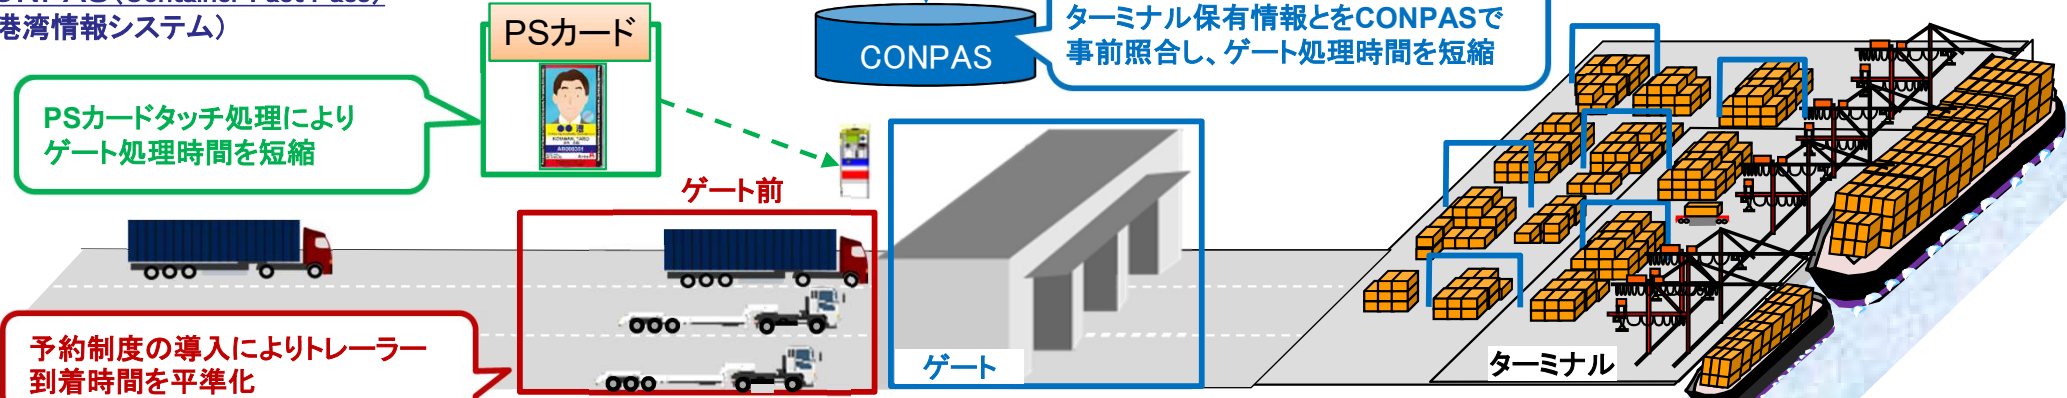 CONPAS(Container Fast Pass)
港湾情報システム)
PSカード
PSカードタッチ処理により
ゲート処理時間を短縮
CONPAS
ターミナル保有情報とをCONPASで
事前照合し、ゲート処理時間を短縮
ゲート前
予約制度の導入によりトレーラー
到着時間を平準化
ゲート
ターミナル